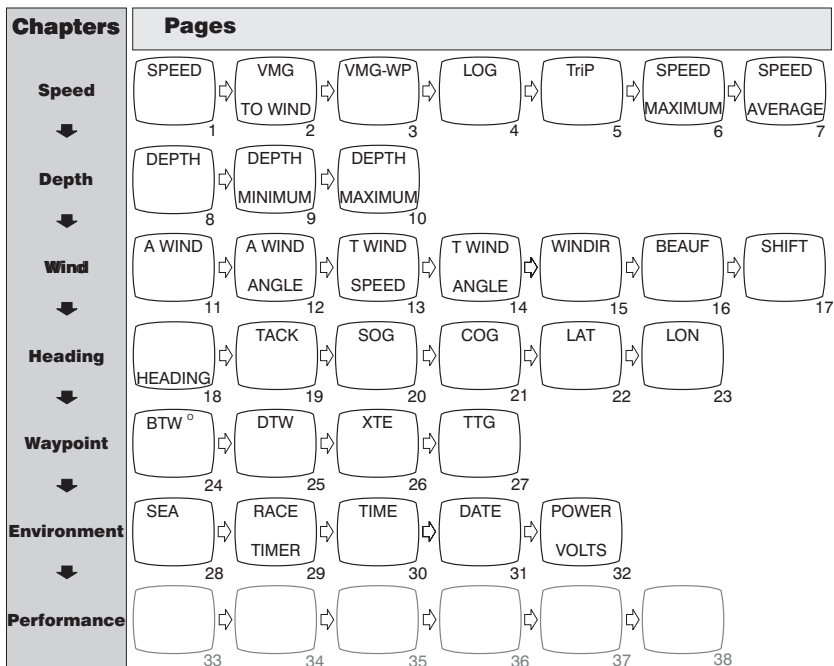 Chapters Pages
Speed
SPEED VMG VMG-WP LOG TriP SPEED SPEED
TO WIND MAXIMUM AVERAGE
1 2 3 4 5 6 7
Depth
DEPTH DEPTH DEPTH
MINIMUM MAXIMUM
8 9 10
Wind
A WIND A WIND T WIND T WIND WINDIR BEAUF SHIFT
ANGLE SPEED ANGLE
11 12 13 14 15 16 17
Heading
TACK SOG COG LAT LON
HEADING
18 19 20 21 22 23
Waypoint
BTW ° DTW XTE TTG
24 25 26 27
Environment
SEA RACE TIME DATE POWER
TIMER VOLTS
28 29 30 31 32
Performance
33 34 35 36 37 38